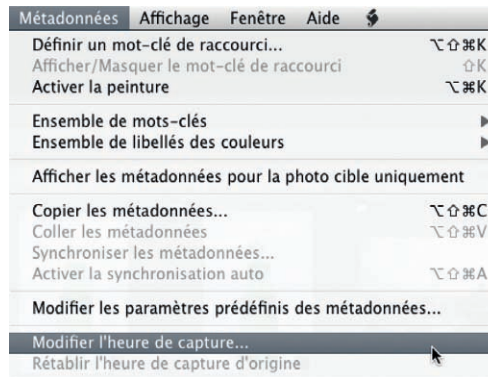 Métadonnées Affichage Fenêtre Aide
Définir un mot-clé de raccourci... ⌥⇧⌘K
Afficher/Masquer le mot-clé de raccourci ⇧K
Activer la peinture ⌥⌘K
Ensemble de mots-clés ▶
Ensemble de libellés des couleurs ▶
Afficher les métadonnées pour la photo cible uniquement
Copier les métadonnées... ⌥⇧⌘C
Coller les métadonnées ⌥⇧⌘V
Synchroniser les métadonnées...
Activer la synchronisation auto ⌥⇧⌘A
Modifier les paramètres prédéfinis des métadonnées...
Modifier l'heure de capture...
Rétablir l'heure de capture d'origine